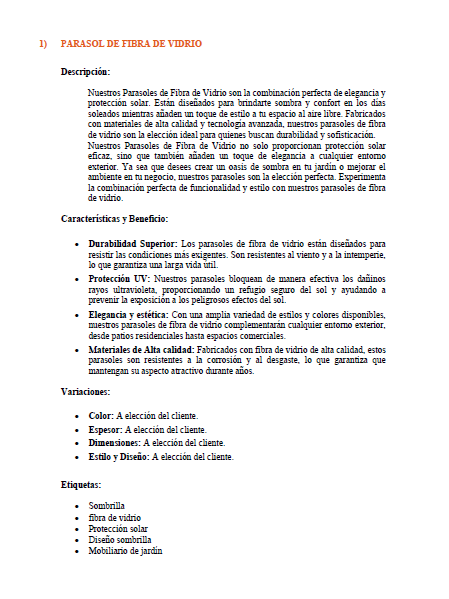 1) PARASOL DE FIBRA DE VIDRIO
Descripción:
Nuestros Parasoles de Fibra de Vidrio son la combinación perfecta de elegancia y
protección solar. Están diseñados para brindarte sombra y confort en los días
soleados mientras añaden un toque de estilo a tu espacio al aire libre. Fabricados
con materiales de alta calidad y tecnología avanzada, nuestros parasoles de fibra
de vidrio son la elección ideal para quienes buscan durabilidad y sofisticación.
Nuestros Parasoles de Fibra de Vidrio no solo proporcionan protección solar
eficaz, sino que también añaden un toque de elegancia a cualquier entorno
exterior. Ya sea que desees crear un oasis de sombra en tu jardín o mejorar el
ambiente en tu negocio, nuestros parasoles son la elección perfecta. Experimenta
la combinación perfecta de funcionalidad y estilo con nuestros parasoles de fibra
de vidrio.
Características y Beneficio:
• Durabilidad Superior: Los parasoles de fibra de vidrio están diseñados para
resistir las condiciones más exigentes. Son resistentes al viento y a la intemperie,
lo que garantiza una larga vida útil.
• Protección UV: Nuestros parasoles bloquean de manera efectiva los dañinos
rayos ultravioleta, proporcionando un refugio seguro del sol y ayudando a
prevenir la exposición a los peligrosos efectos del sol.
• Elegancia y estética: Con una amplia variedad de estilos y colores disponibles,
nuestros parasoles de fibra de vidrio complementarán cualquier entorno exterior,
desde patios residenciales hasta espacios comerciales.
• Materiales de Alta calidad: Fabricados con fibra de vidrio de alta calidad, estos
parasoles son resistentes a la corrosión y al desgaste, lo que garantiza que
mantengan su aspecto atractivo durante años.
Variaciones:
• Color: A elección del cliente.
• Espesor: A elección del cliente.
• Dimensiones: A elección del cliente.
• Estilo y Diseño: A elección del cliente.
Etiquetas:
• Sombrilla
• fibra de vidrio
• Protección solar
• Diseño sombrilla
• Mobiliario de jardín